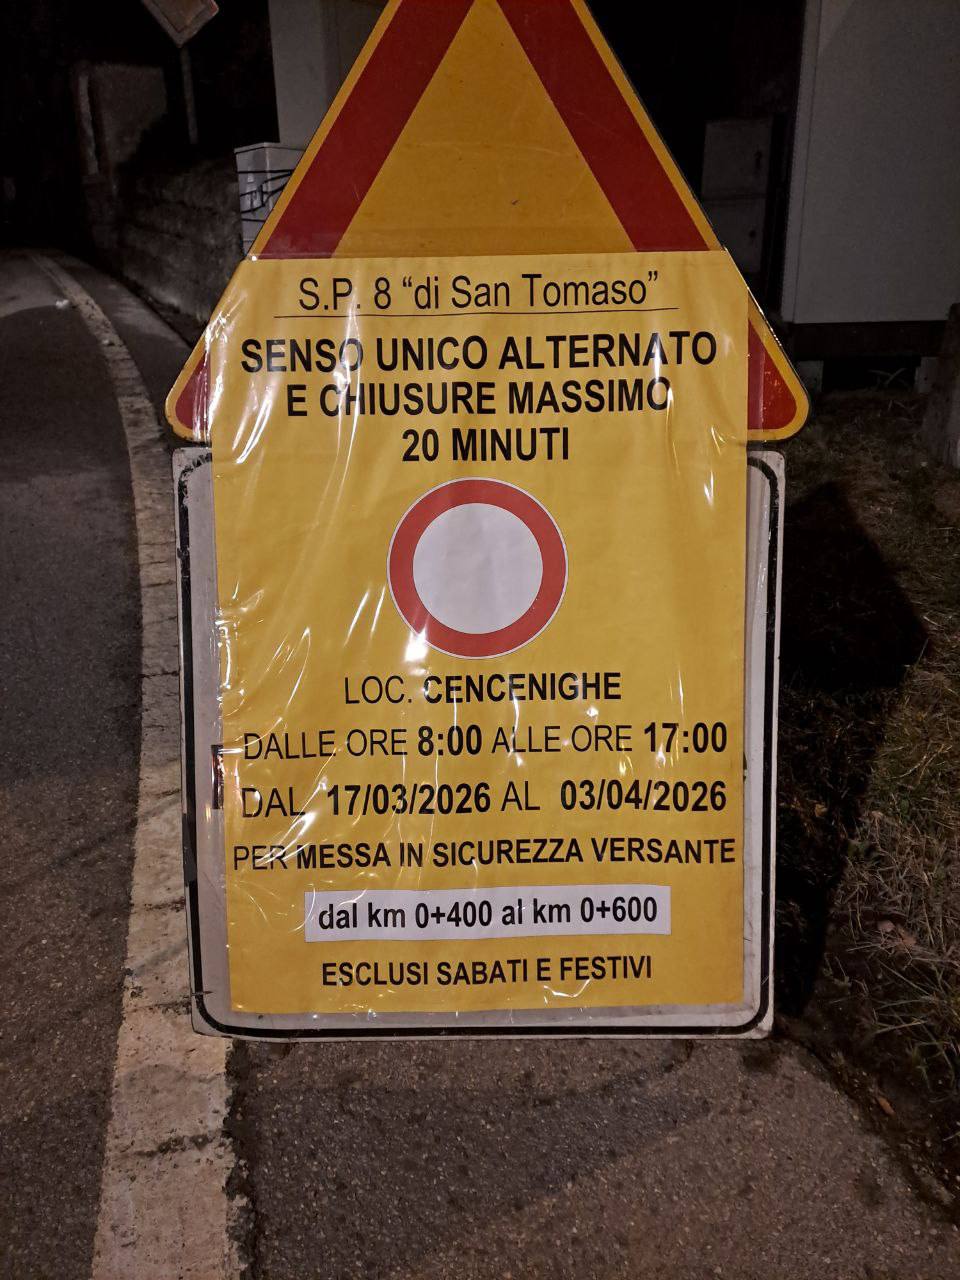 S.P. 8 “di San Tomaso”
SENSO UNICO ALTERNATO
E CHIUSURE MASSIMO
20 MINUTI
LOC. CENCENIGHE
DALLE ORE 8:00 ALLE ORE 17:00
DAL 17/03/2026 AL 03/04/2026
PER MESSA IN SICUREZZA VERSANTE
dal km 0+400 al km 0+600
ESCLUSI SABATI E FESTIVI